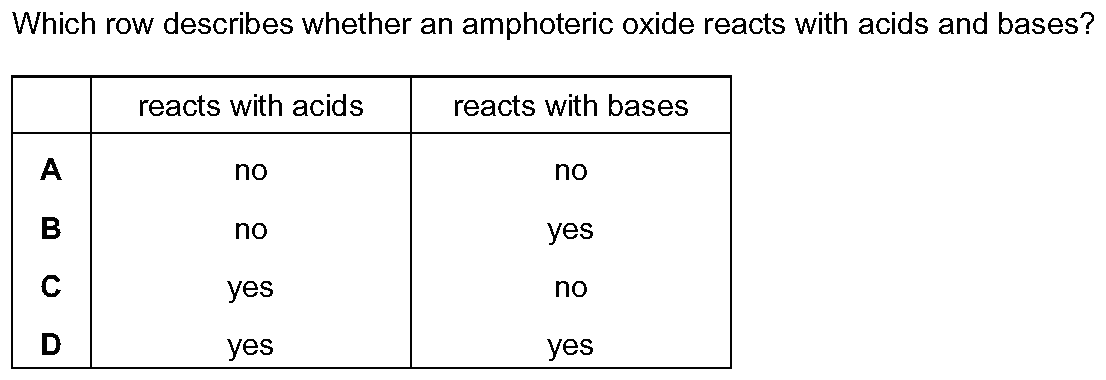 Which row describes whether an amphoteric oxide reacts with acids and bases?
reacts with acids reacts with bases
A no no
B no yes
C yes no
D yes yes